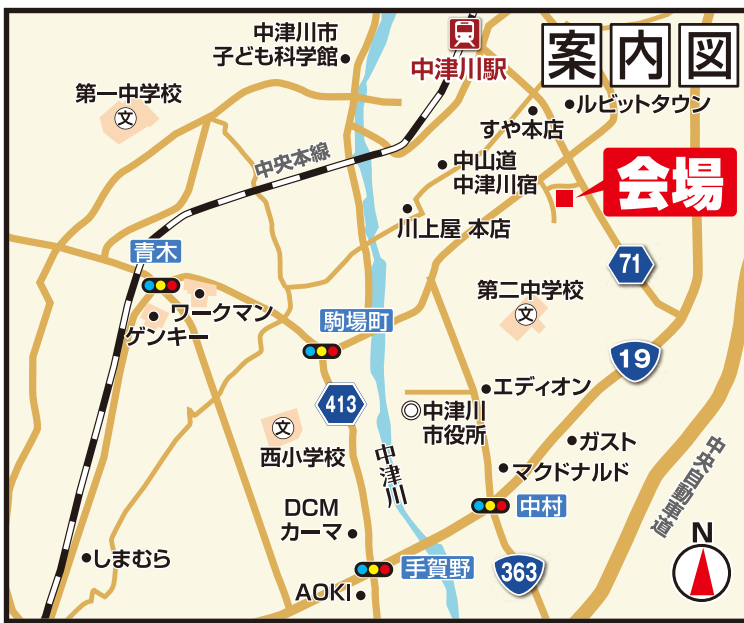 案内図
中津川市
子ども科学館
中津川駅
第一中学校
文
ルビットタウン
すや本店
中央本線
中山道
中津川宿
会場
川上屋 本店
青木
71
ワークマン
ゲンキー
駒場町
第二中学校
文
19
413
エディオン
中津川
市役所
文
西小学校
ガスト
中津川
マクドナルド
中央自動車道
DCM
カーマ
中村
N
しまむら
手賀野
363
AOKI